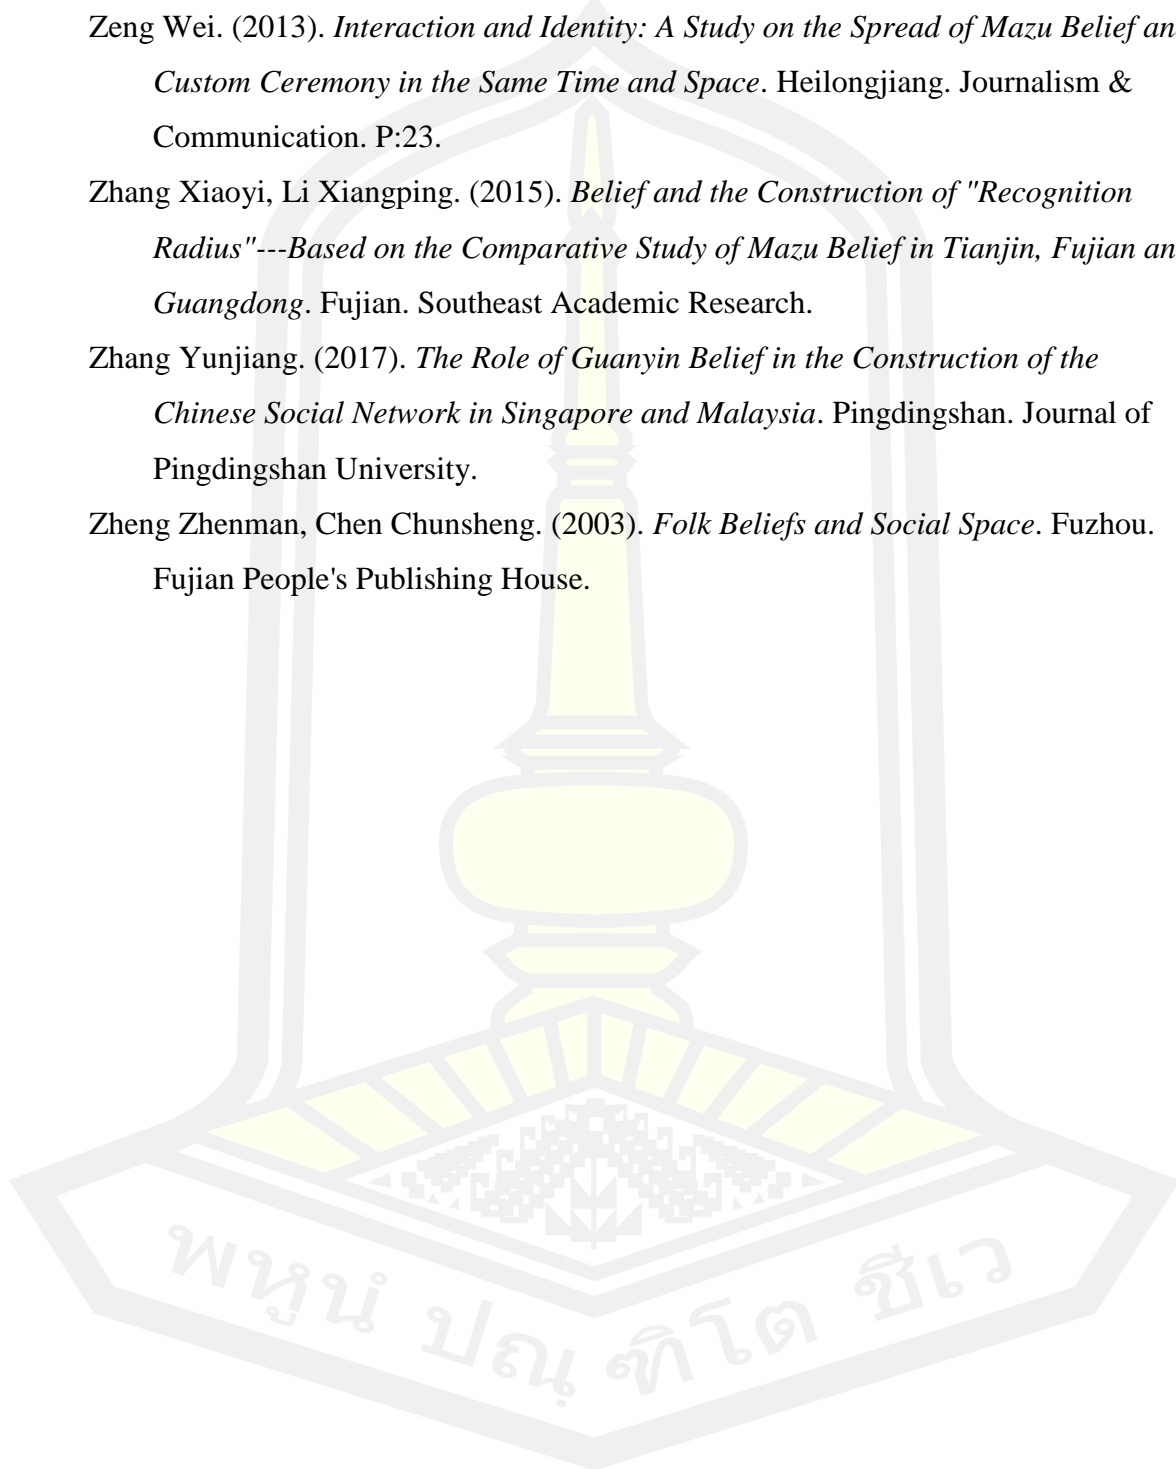 Zeng Wei. (2013). Interaction and Identity: A Study on the Spread of Mazu Belief an
Custom Ceremony in the Same Time and Space. Heilongjiang. Journalism &
Communication. P:23.
Zhang Xiaoyi, Li Xiangping. (2015). Belief and the Construction of "Recognition
Radius"---Based on the Comparative Study of Mazu Belief in Tianjin, Fujian an
Guangdong. Fujian. Southeast Academic Research.
Zhang Yunjiang. (2017). The Role of Guanyin Belief in the Construction of the
Chinese Social Network in Singapore and Malaysia. Pingdingshan. Journal of
Pingdingshan University.
Zheng Zhenman, Chen Chunsheng. (2003). Folk Beliefs and Social Space. Fuzhou.
Fujian People's Publishing House.
พหูนํ ปณฺฑิโต ชีเว